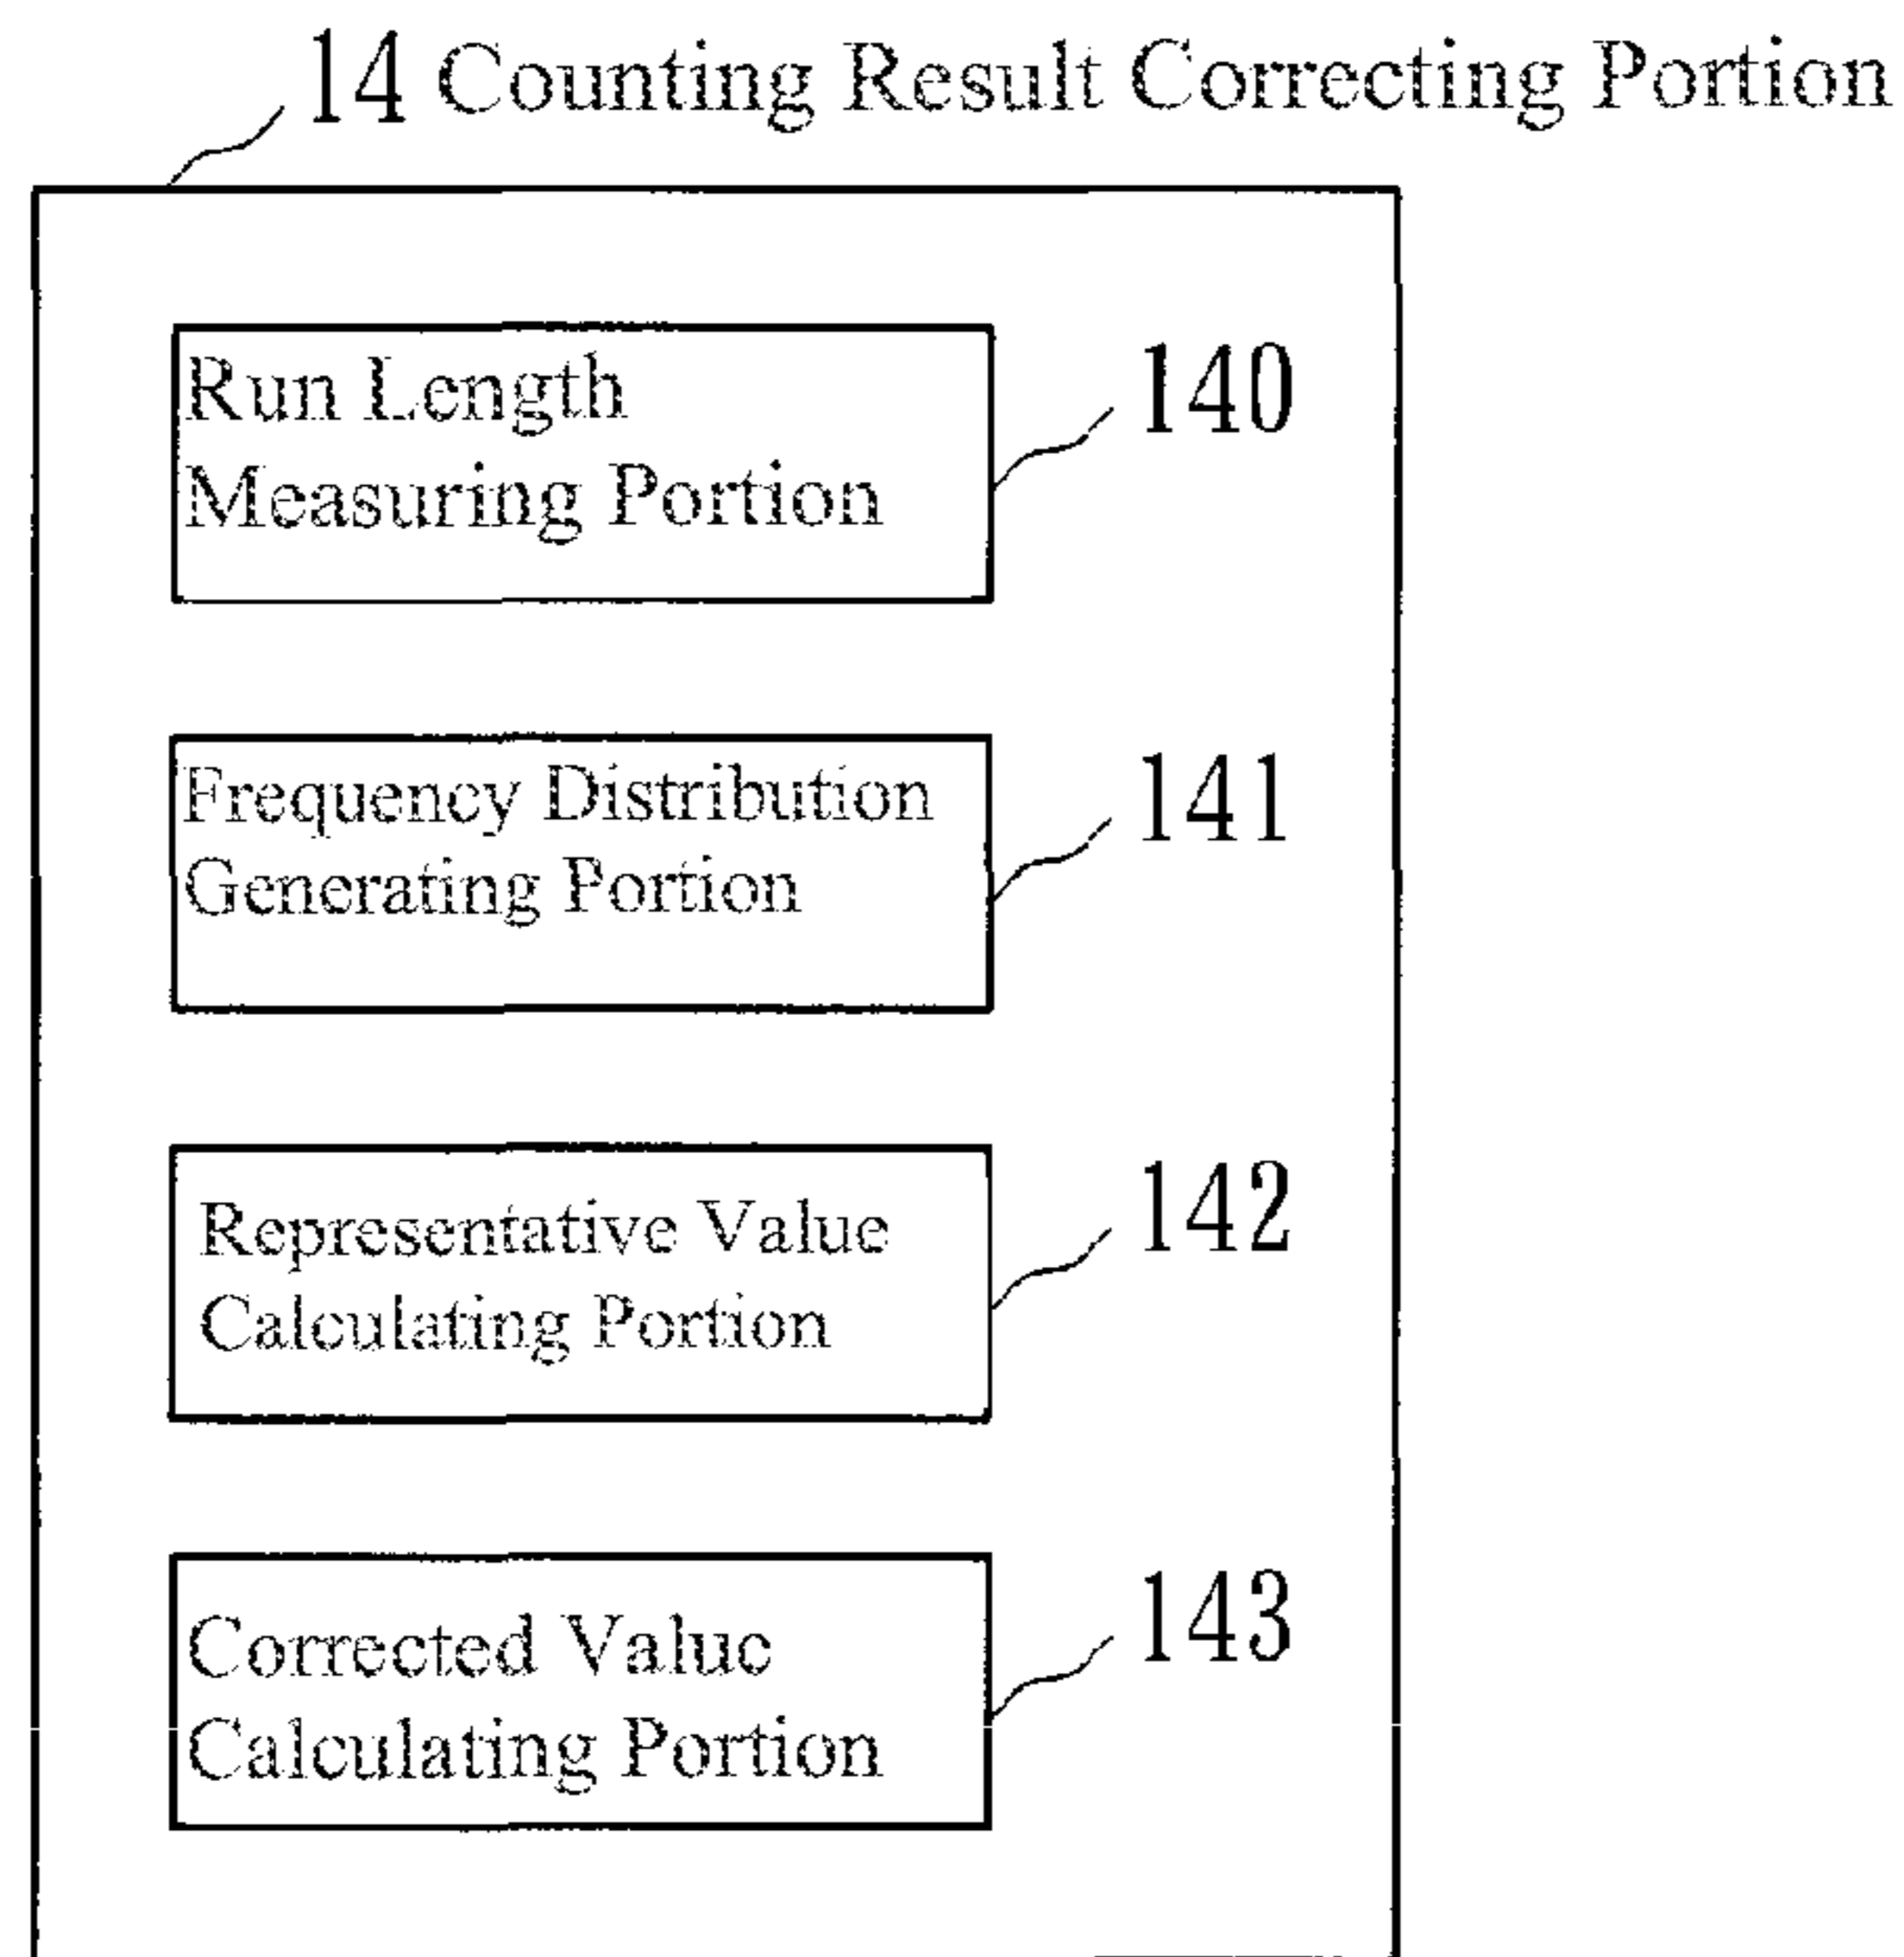 14 Counting Result Correcting Portion
Run Length
Measuring Portion
140
Frequency Distribution
Generating Portion
141
Representative Value
Calculating Portion
142
Corrected Value
Calculating Portion
143